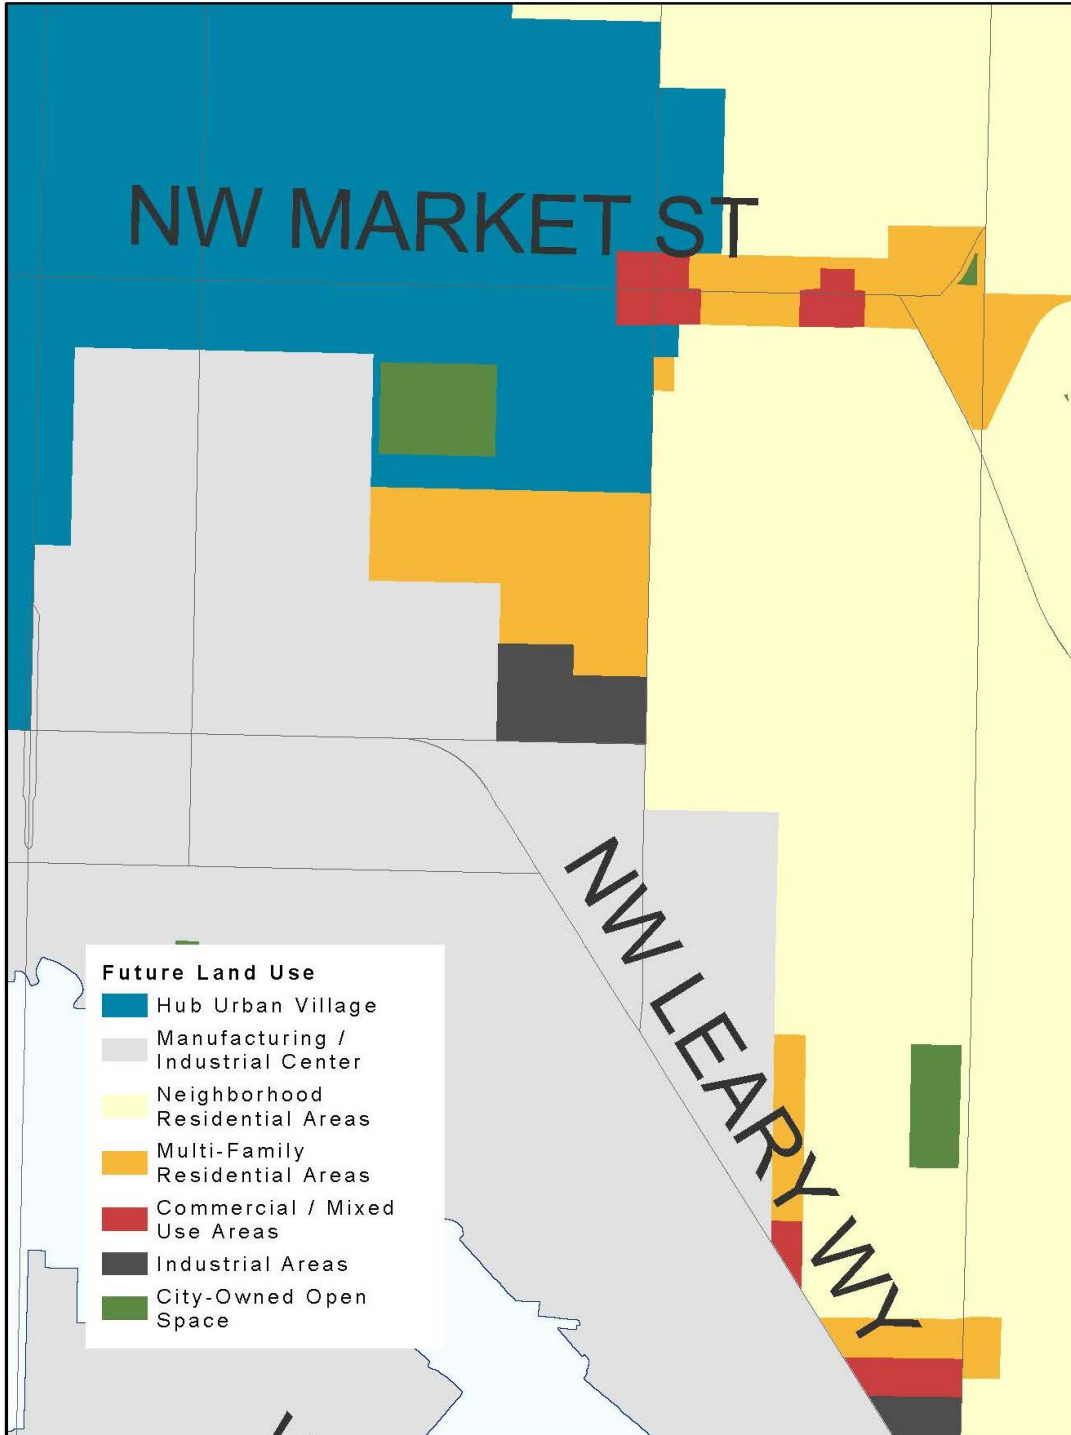 NW MARKET ST
NW LEARY WY
Future Land Use
Hub Urban Village
Manufacturing /
Industrial Center
Neighborhood
Residential Areas
Multi-Family
Residential Areas
Commercial / Mixed
Use Areas
Industrial Areas
City-Owned Open
Space